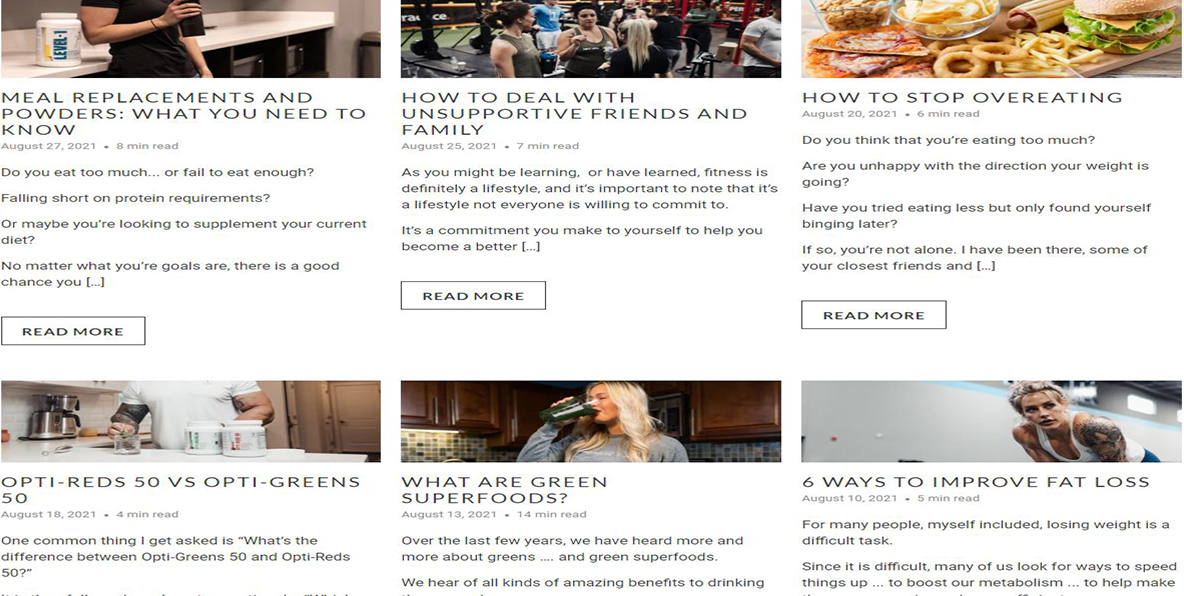 LEVEL-1
MEAL REPLACEMENTS AND
POWDERS: WHAT YOU NEED TO
KNOW
August 27, 2021 • 8 min read
Do you eat too much... or fail to eat enough?
Falling short on protein requirements?
Or maybe you’re looking to supplement your current
diet?
No matter what you’re goals are, there is a good
chance you [...]
READ MORE
HOW TO DEAL WITH
UNSUPPORTIVE FRIENDS AND
FAMILY
August 25, 2021 • 7 min read
As you might be learning,  or have learned, fitness is
definitely a lifestyle, and it’s important to note that it’s
a lifestyle not everyone is willing to commit to.
It’s a commitment you make to yourself to help you
become a better [...]
READ MORE
HOW TO STOP OVEREATING
August 20, 2021 • 6 min read
Do you think that you’re eating too much?
Are you unhappy with the direction your weight is
going?
Have you tried eating less but only found yourself
binging later?
If so, you’re not alone. I have been there, some of
your closest friends and [...]
READ MORE
OPTI-REDS 50 VS OPTI-GREENS
50
August 18, 2021 • 4 min read
One common thing I get asked is “What’s the
difference between Opti-Greens 50 and Opti-Reds
50?”
WHAT ARE GREEN
SUPERFOODS?
August 13, 2021 • 14 min read
Over the last few years, we have heard more and
more about greens .... and green superfoods.
We hear of all kinds of amazing benefits to drinking
6 WAYS TO IMPROVE FAT LOSS
August 10, 2021 • 5 min read
For many people, myself included, losing weight is a
difficult task.
Since it is difficult, many of us look for ways to speed
things up ... to boost our metabolism ... to help make